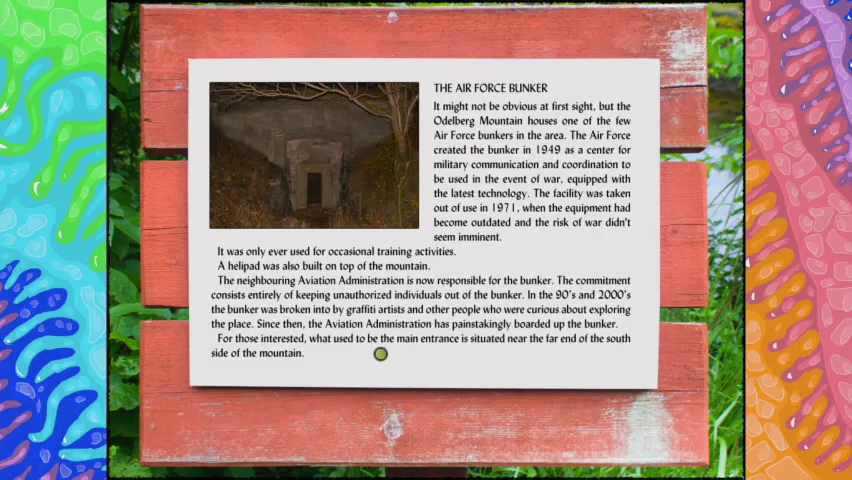 THE AIR FORCE BUNKER
It might not be obvious at first sight, but the
Odelberg Mountain houses one of the few
Air Force bunkers in the area. The Air Force
created the bunker in 1949 as a center for
military communication and coordination to
be used in the event of war, equipped with
the latest technology. The facility was taken
out of use in 1971, when the equipment had
become outdated and the risk of war didn't
seem imminent.
It was only ever used for occasional training activities.
A helipad was also built on top of the mountain.
The neighbouring Aviation Administration is now responsible for the bunker. The commitment
consists entirely of keeping unauthorized individuals out of the bunker. In the 90's and 2000's
the bunker was broken into by graffiti artists and other people who were curious about exploring
the place. Since then, the Aviation Administration has painstakingly boarded up the bunker.
For those interested, what used to be the main entrance is situated near the far end of the south
side of the mountain.